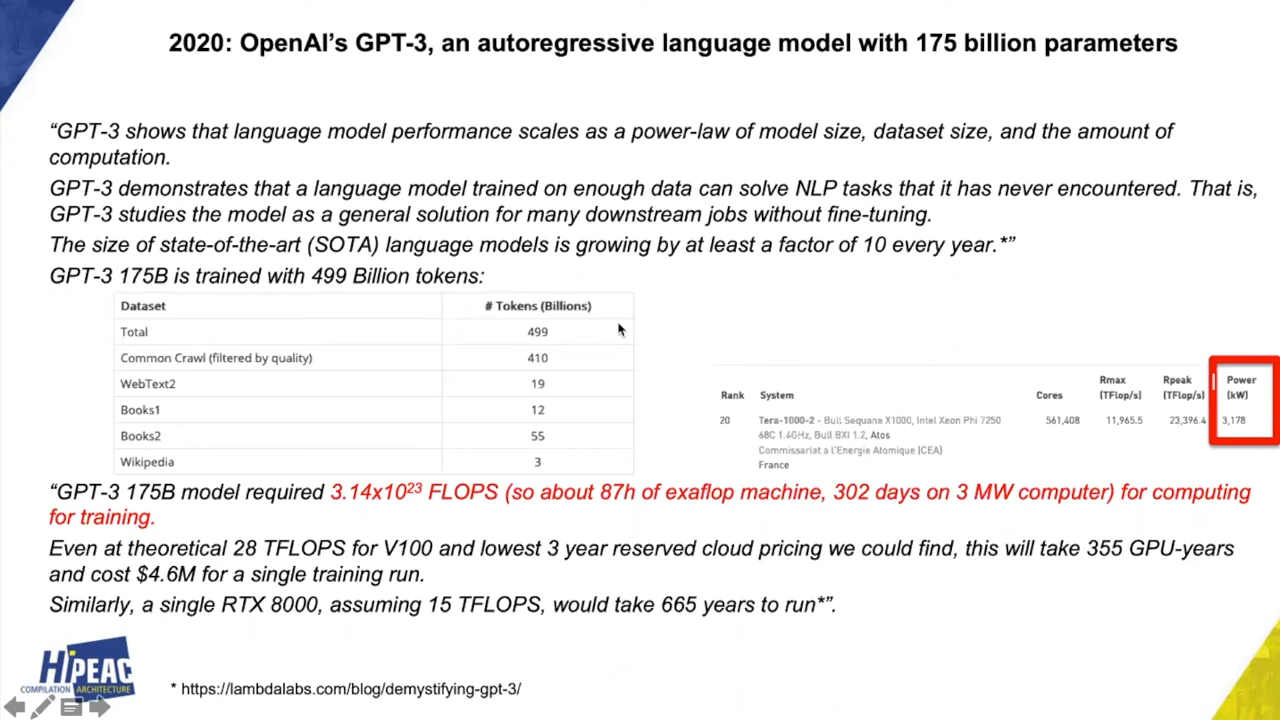 2020: OpenAI’s GPT-3, an autoregressive language model with 175 billion parameters
“GPT-3 shows that language model performance scales as a power-law of model size, dataset size, and the amount of
computation.
GPT-3 demonstrates that a language model trained on enough data can solve NLP tasks that it has never encountered. That is,
GPT-3 studies the model as a general solution for many downstream jobs without fine-tuning.
The size of state-of-the-art (SOTA) language models is growing by at least a factor of 10 every year.*”
GPT-3 175B is trained with 499 Billion tokens:
Dataset # Tokens (Billions)
Total 499
Common Crawl (filtered by quality) 410
WebText2 19
Books1 12
Books2 55
Wikipedia 3
Rank System Cores Rmax (TFlop/s) Rpeak (TFlop/s) Power (kW)
20 Tera-1000-2 - Bull Sequana X1000, Intel Xeon Phi 7250 561,408 11,965.5 23,396.4 3,178
68C 1.4GHz, Bull BXI 1.2, Atos
Commissariat a l'Energie Atomique (CEA)
France
“GPT-3 175B model required 3.14x10²³ FLOPS (so about 87h of exaflop machine, 302 days on 3 MW computer) for computing
for training.
Even at theoretical 28 TFLOPS for V100 and lowest 3 year reserved cloud pricing we could find, this will take 355 GPU-years
and cost $4.6M for a single training run.
Similarly, a single RTX 8000, assuming 15 TFLOPS, would take 665 years to run*”.
HiPEAC
COMPILATION ARCHITECTURE
* https://lambdalabs.com/blog/demystifying-gpt-3/